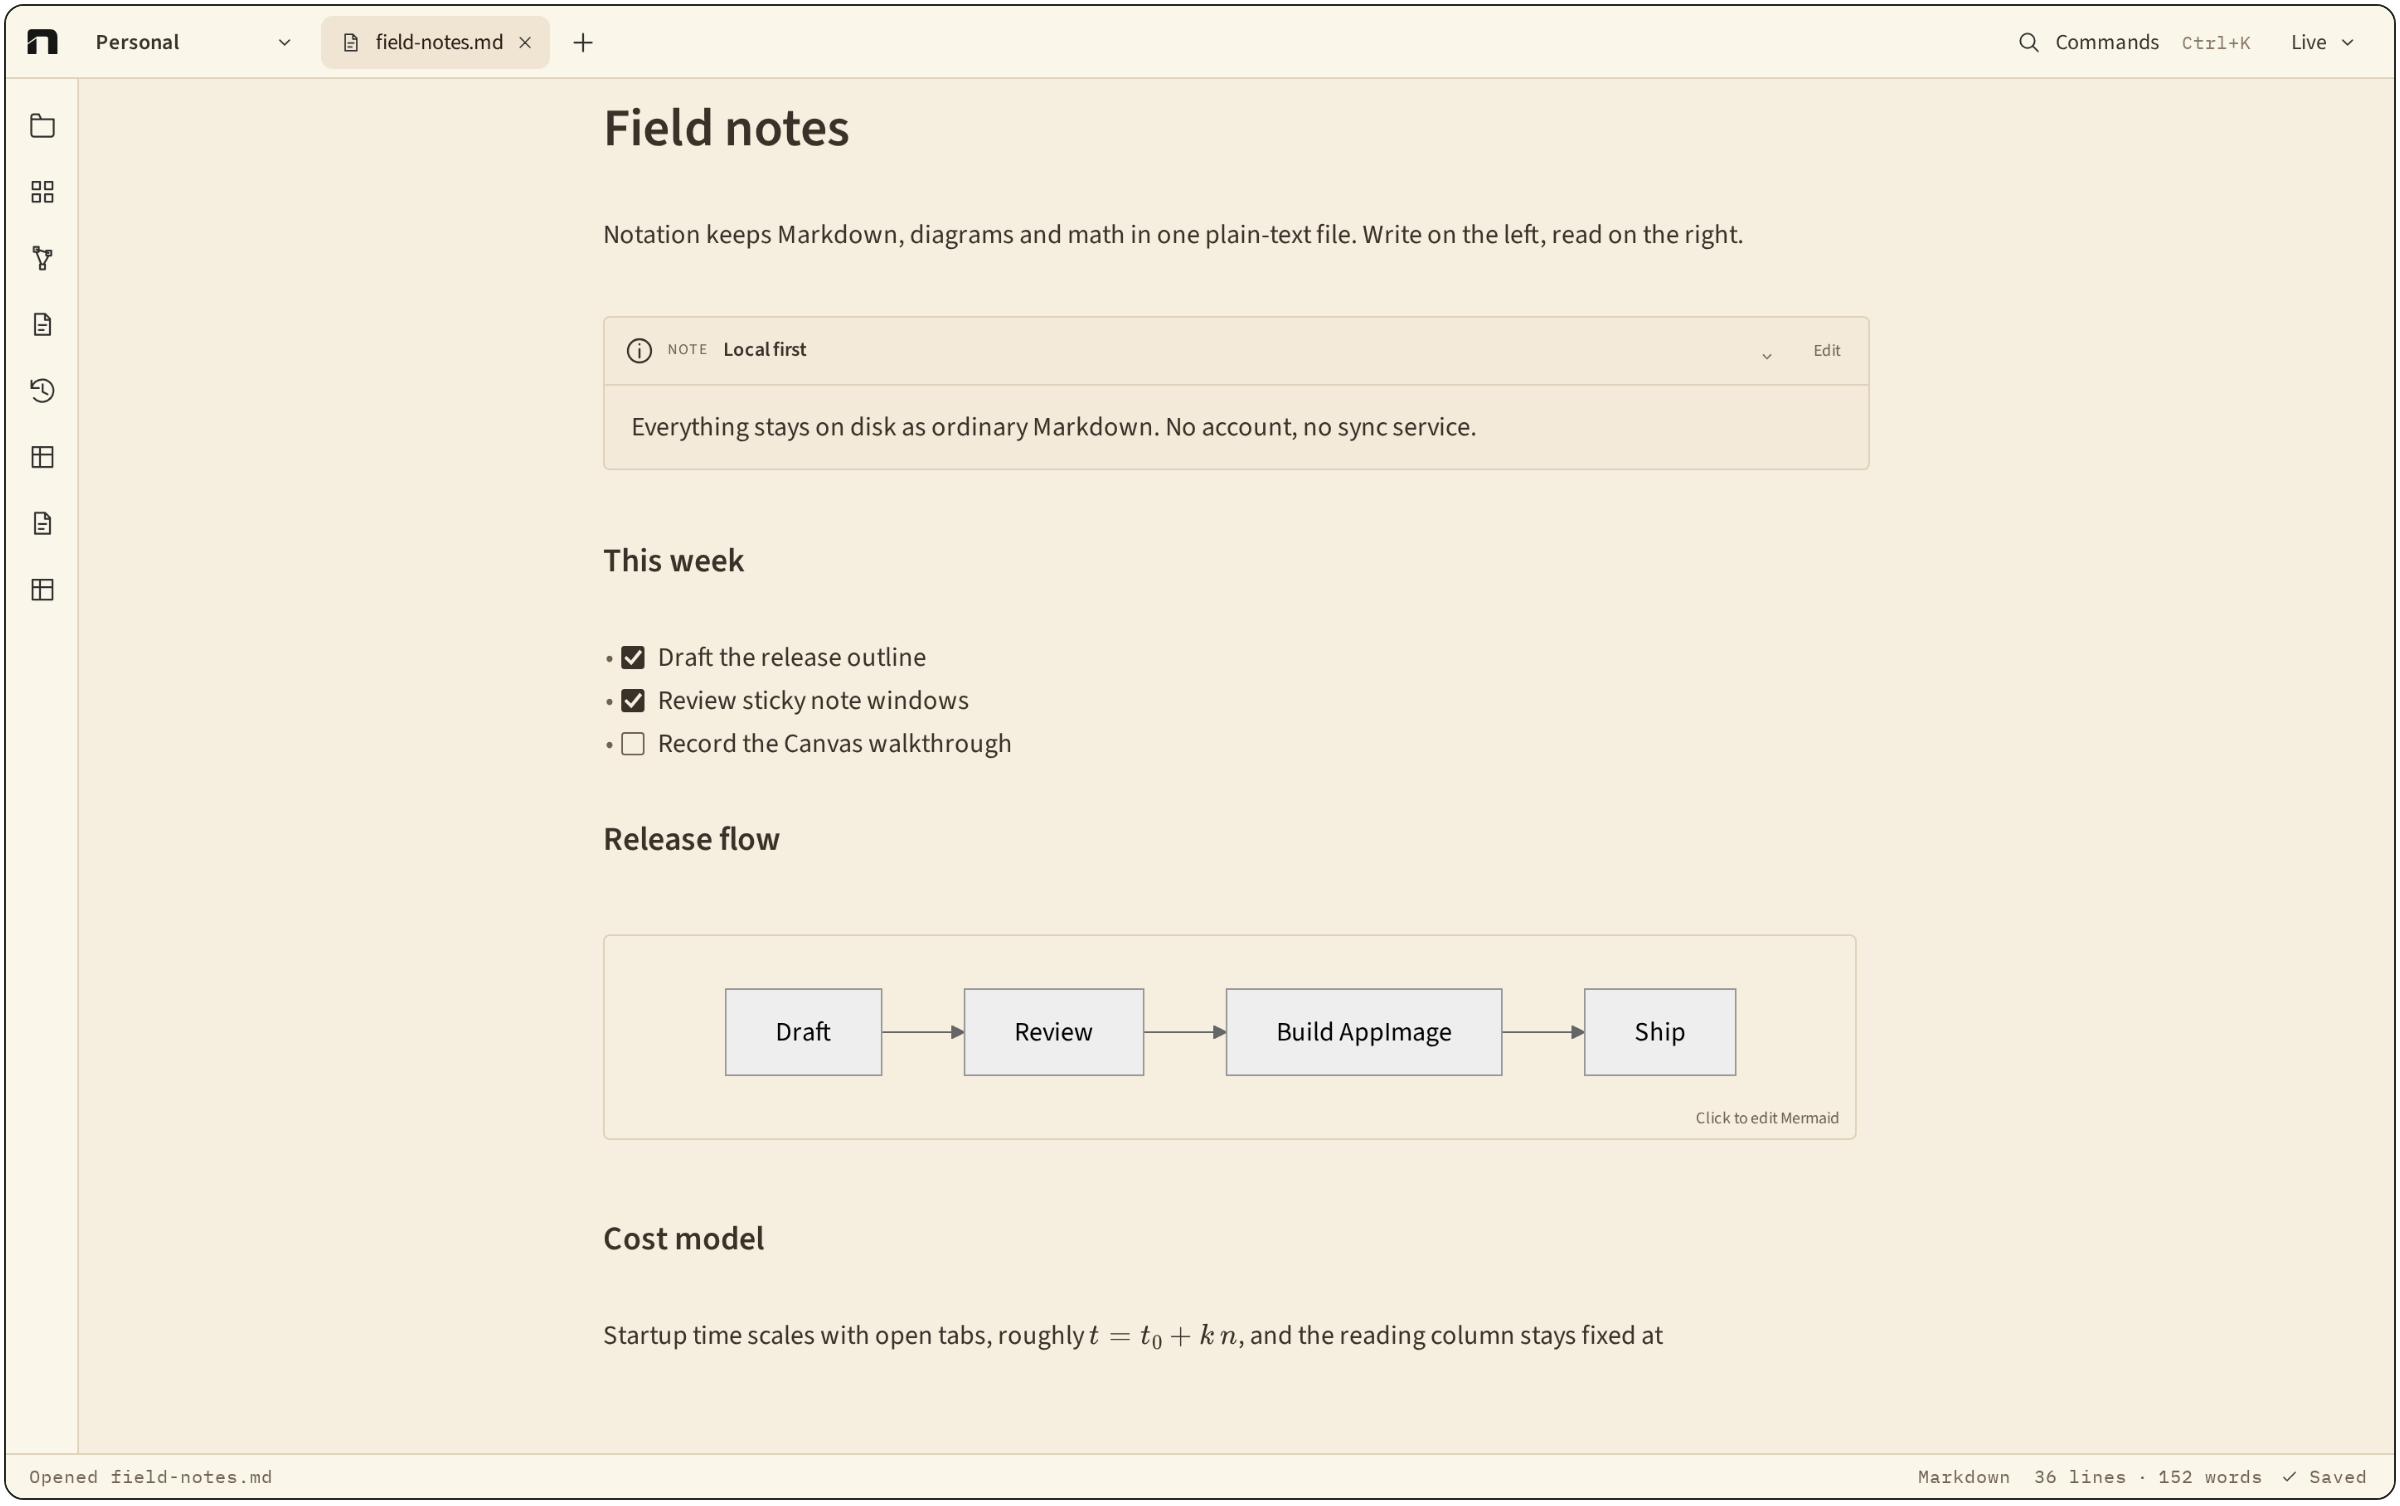 Personal
field-notes.md
Commands Ctrl+K Live
Field notes
Notation keeps Markdown, diagrams and math in one plain-text file. Write on the left, read on the right.
NOTE Local first
Edit
Everything stays on disk as ordinary Markdown. No account, no sync service.
This week
• Draft the release outline
• Review sticky note windows
• Record the Canvas walkthrough
Release flow
Draft
Review
Build AppImage
Ship
Click to edit Mermaid
Cost model
Startup time scales with open tabs, roughly t = t₀ + k n, and the reading column stays fixed at
Opened field-notes.md
Markdown 36 lines · 152 words ✓ Saved